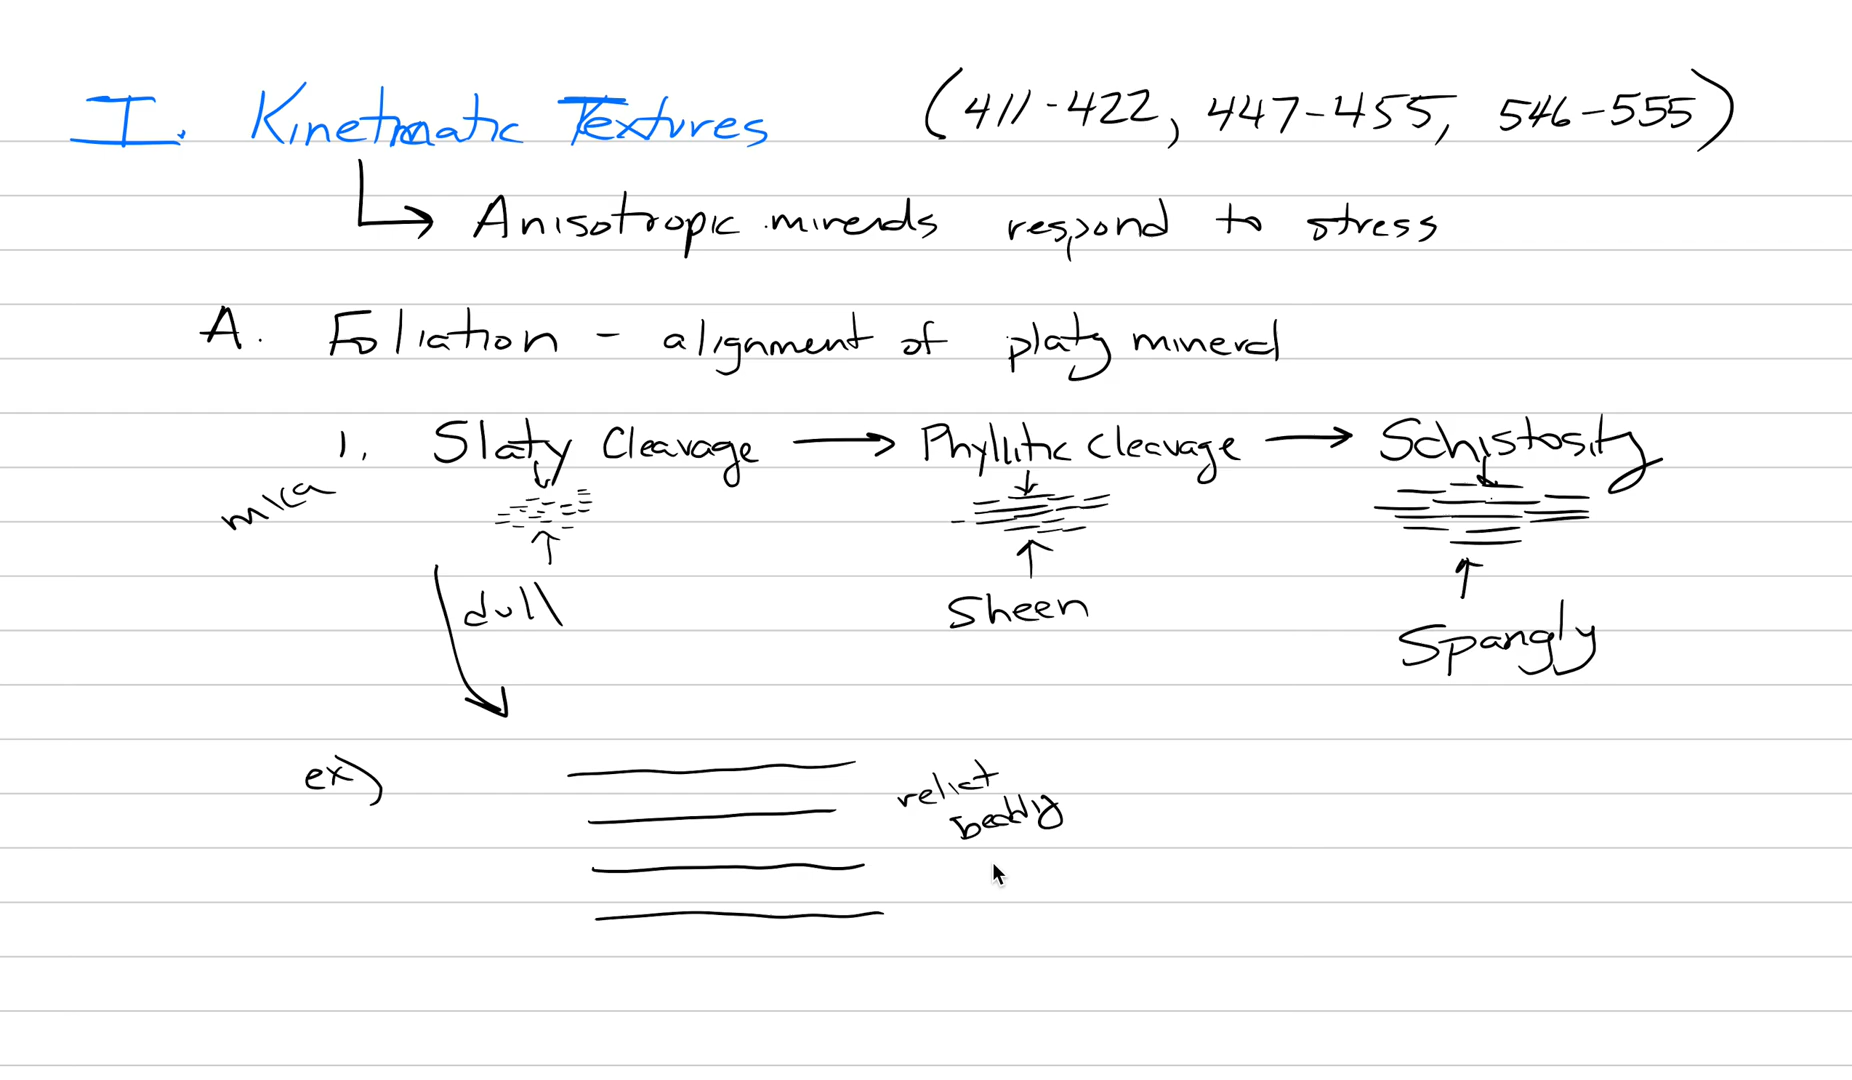 I. Kinetmatic Textures (411-422, 447-455, 546-555)
Anisotropic minerals respond to stress
A. Foliation - alignment of platy mineral
1. Slaty Cleavage → Phyllitic Cleavage → Schistosity
mica
dull Sheen Spangly
ex) relict
bedding